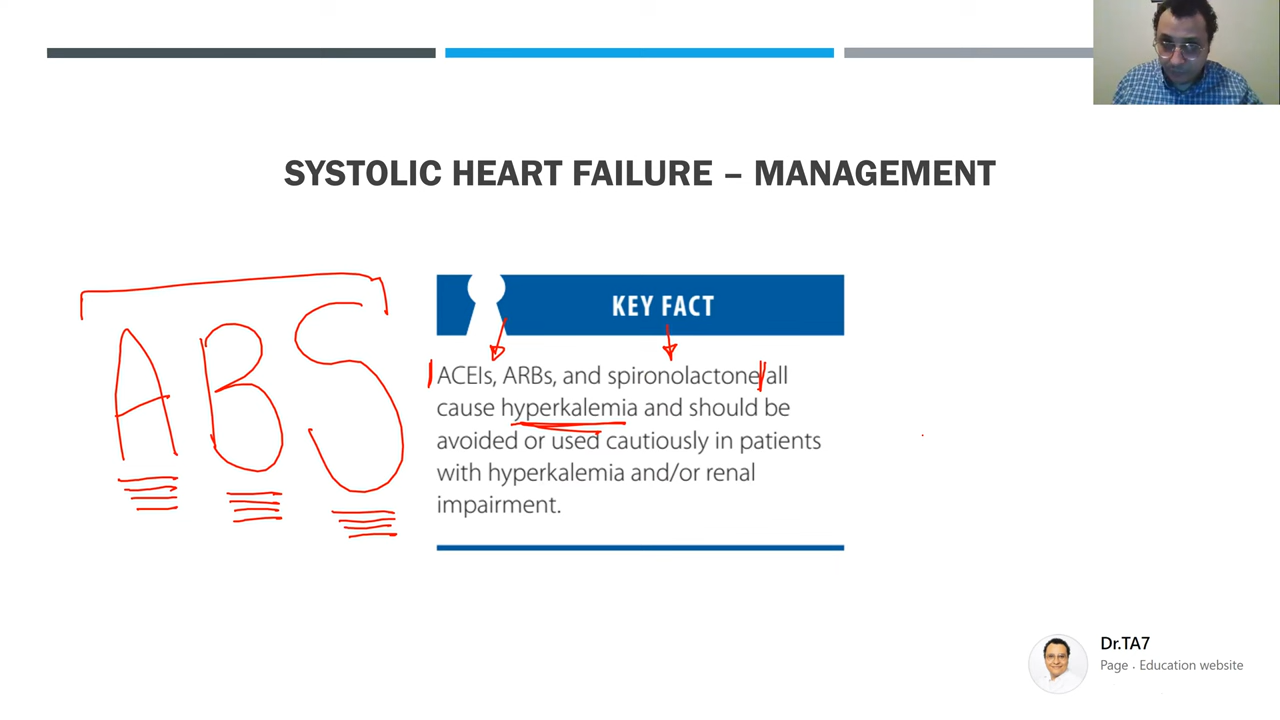 SYSTOLIC HEART FAILURE – MANAGEMENT
ABS
KEY FACT
ACEIs, ARBs, and spironolactone all
cause hyperkalemia and should be
avoided or used cautiously in patients
with hyperkalemia and/or renal
impairment.
Dr.TA7
Page · Education website